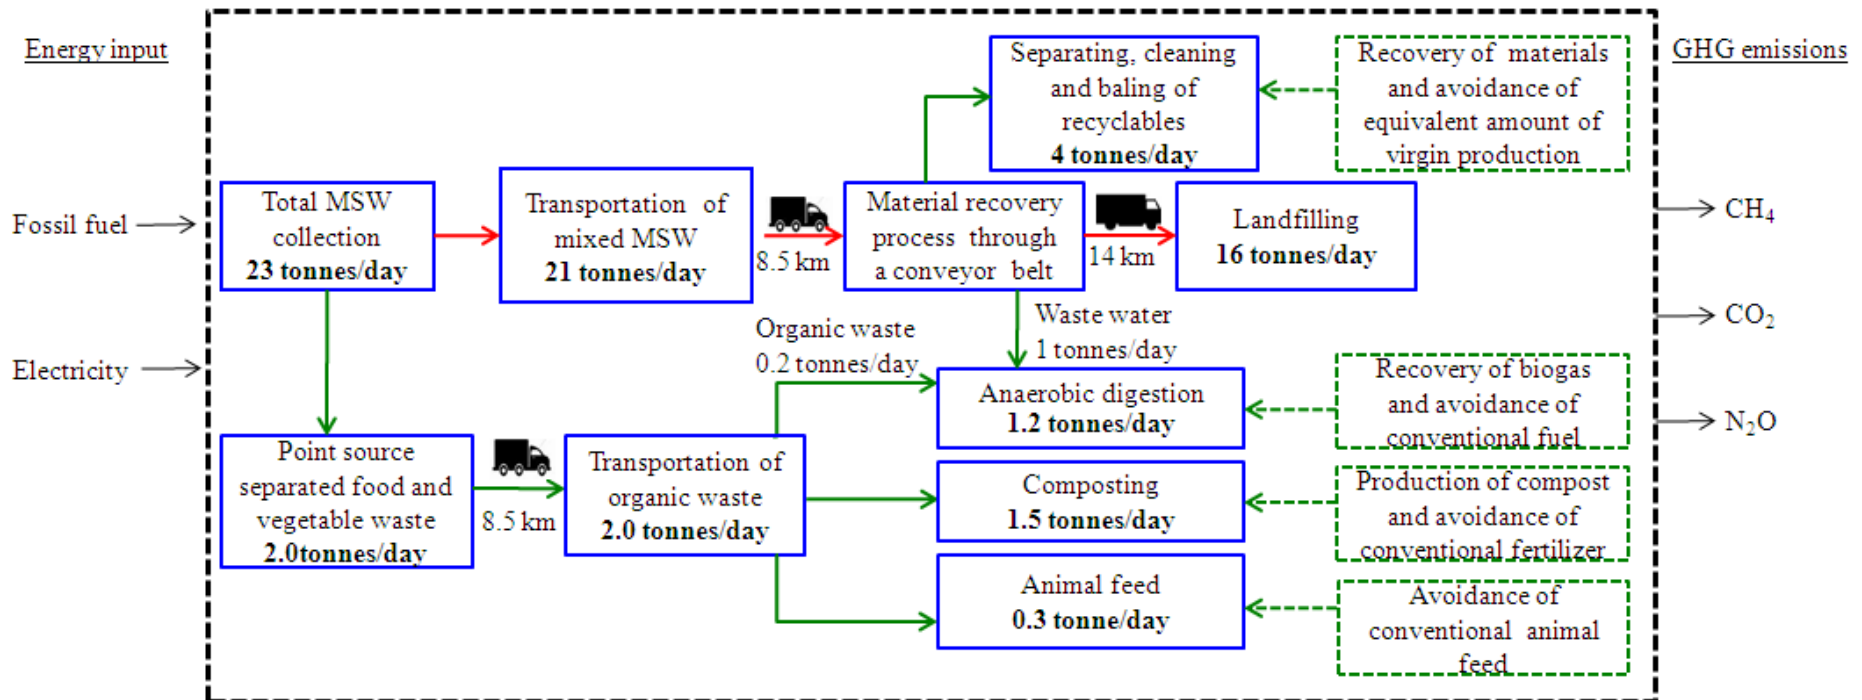 Energy input
Fossil fuel
Electricity
Total MSW
collection
23 tonnes/day
Transportation of
mixed MSW
21 tonnes/day
8.5 km
Material recovery
process through
a conveyor belt
14 km
Landfilling
16 tonnes/day
Separating, cleaning
and baling of
recyclables
4 tonnes/day
Recovery of materials
and avoidance of
equivalent amount of
virgin production
Waste water
1 tonnes/day
Organic waste
0.2 tonnes/day
Point source
separated food and
vegetable waste
2.0tonnes/day
8.5 km
Transportation of
organic waste
2.0 tonnes/day
Anaerobic digestion
1.2 tonnes/day
Recovery of biogas
and avoidance of
conventional fuel
Composting
1.5 tonnes/day
Production of compost
and avoidance of
conventional fertilizer
Animal feed
0.3 tonne/day
Avoidance of
conventional animal
feed
GHG emissions
CH4
CO2
N2O